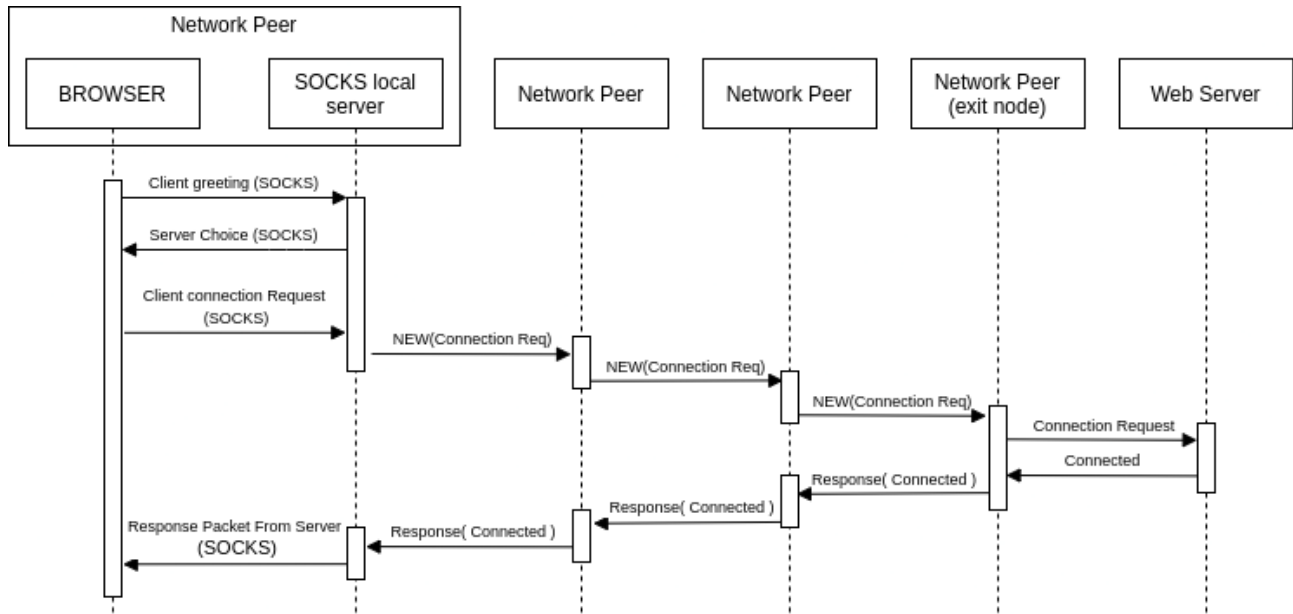 Network Peer
BROWSER
SOCKS local
server
Network Peer
Network Peer
Network Peer
(exit node)
Web Server
Client greeting (SOCKS)
Server Choice (SOCKS)
Client connection Request
(SOCKS)
NEW(Connection Req)
NEW(Connection Req)
NEW(Connection Req)
Connection Request
Connected
Response( Connected )
Response( Connected )
Response( Connected )
Response Packet From Server
(SOCKS)